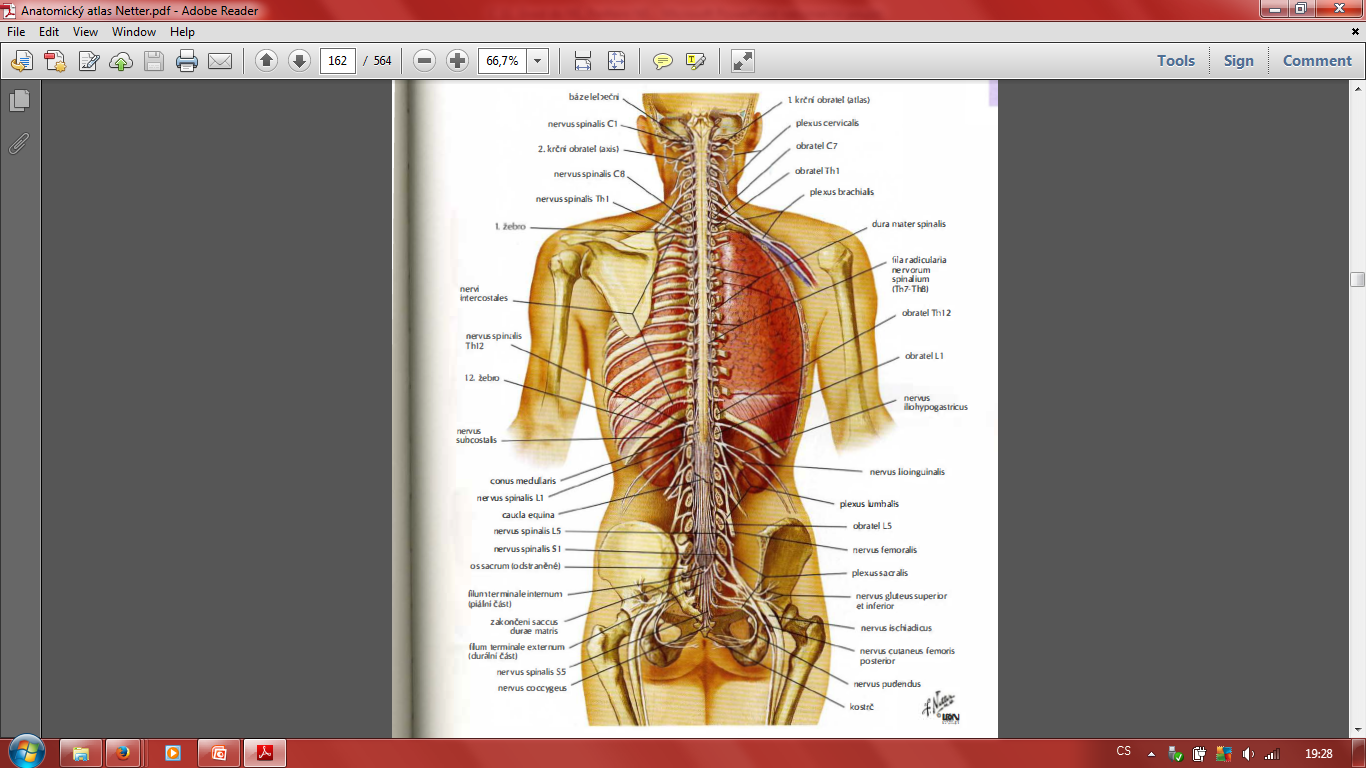 Anatomický atlas Netter.pdf - Adobe Reader
File Edit View Window Help
162 / 564 66,7% Tools Sign Comment
báze lebeční
nervus spinalis C1
2. krční obratel (axis)
nervus spinalis C8
nervus spinalis Th1
1. žebro
nervi
intercostales
nervus spinalis
Th12
12. žebro
nervus
subcostalis
conus medullaris
nervus spinalis L1
cauda equina
nervus spinalis L5
nervus spinalis S1
os sacrum (odstraněně)
filum terminale internum
(piální část)
zakončení saccus
durae matris
filum terminale externum
(durální část)
nervus spinalis S5
nervus coccygeus
1. krční obratel (atlas)
plexus cervicalis
obratel C7
obratel Th1
plexus brachialis
dura mater spinalis
fila radicularia
nervorum
spinalium
(Th7-Th8)
obratel Th12
obratel L1
nervus
iliohypogastricus
nervus ilioinguinalis
plexus lumbalis
obratel L5
nervus femoralis
plexus sacralis
nervus gluteus superior
et inferior
nervus ischiadicus
nervus cutaneus femoris
posterior
nervus pudendus
kostrč
F. Netter
CS 19:28